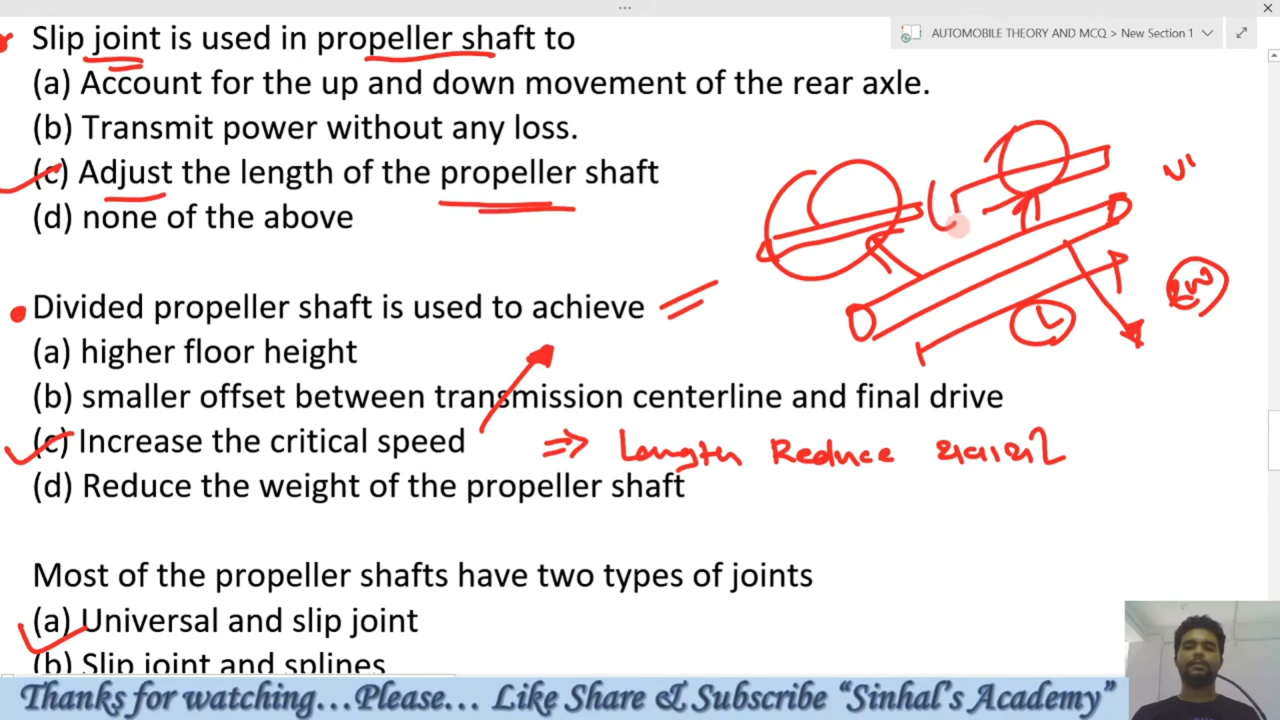 ...
AUTOMOBILE THEORY AND MCQ > New Section 1
Slip joint is used in propeller shaft to
(a) Account for the up and down movement of the rear axle.
(b) Transmit power without any loss.
(c) Adjust the length of the propeller shaft
(d) none of the above
Divided propeller shaft is used to achieve
(a) higher floor height
(b) smaller offset between transmission centerline and final drive
(c) Increase the critical speed
⇒ Length Reduce
(d) Reduce the weight of the propeller shaft
L
Most of the propeller shafts have two types of joints
(a) Universal and slip joint
(b) Slip joint and splines
Thanks for watching...Please... Like Share & Subscribe "Sinhal's Academy"